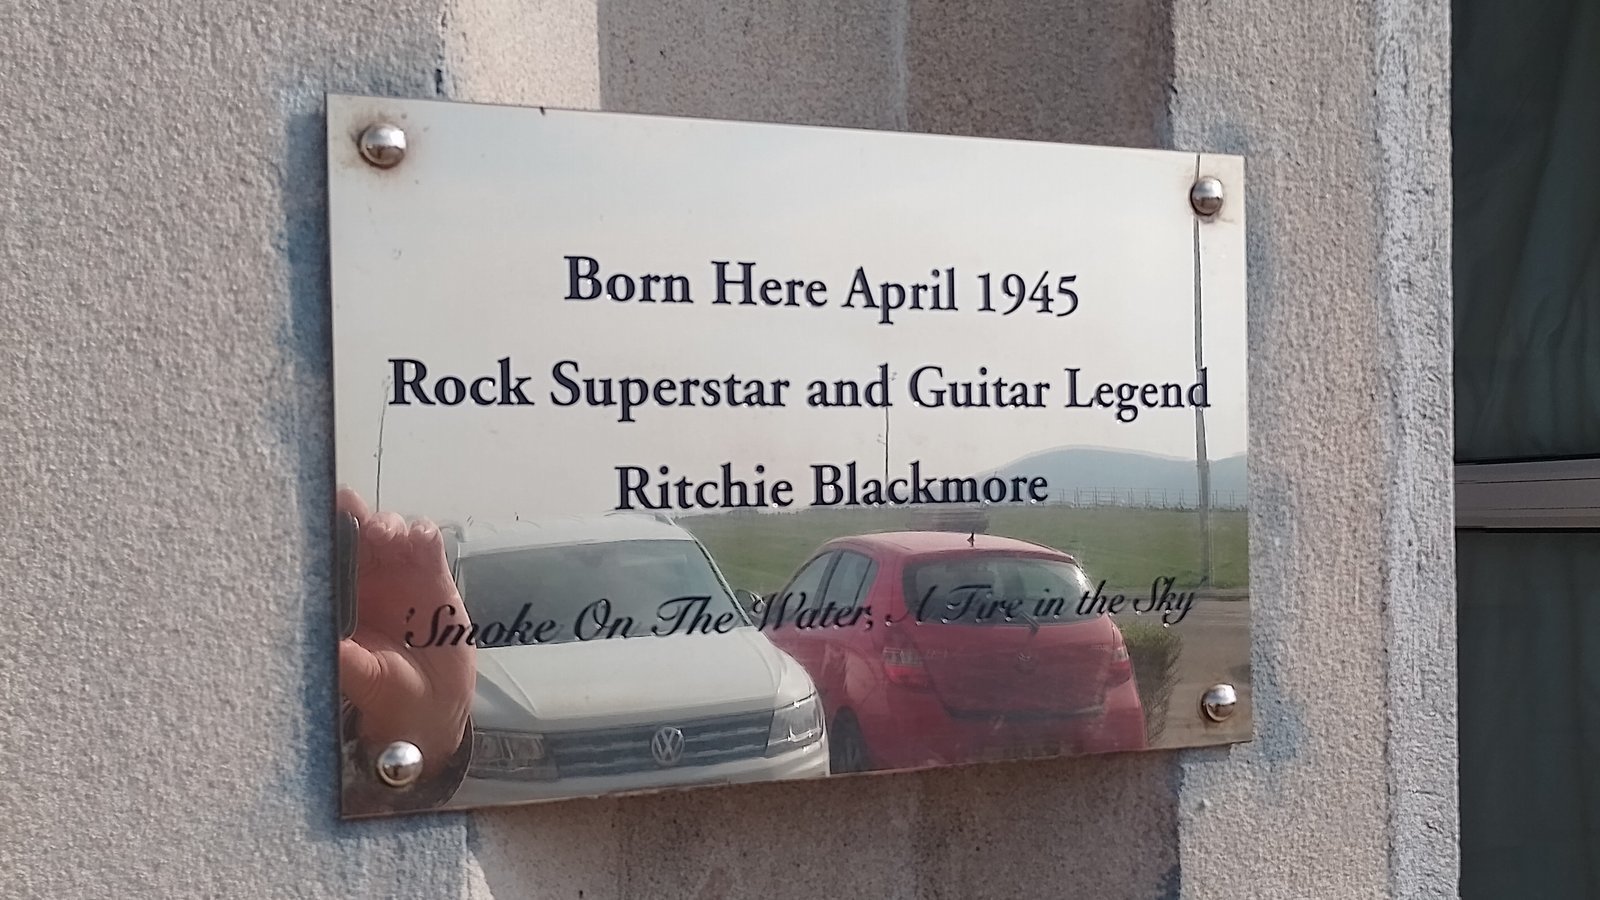 Born Here April 1945
Rock Superstar and Guitar Legend
Ritchie Blackmore
'Smoke On The Water, A Fire in the Sky'